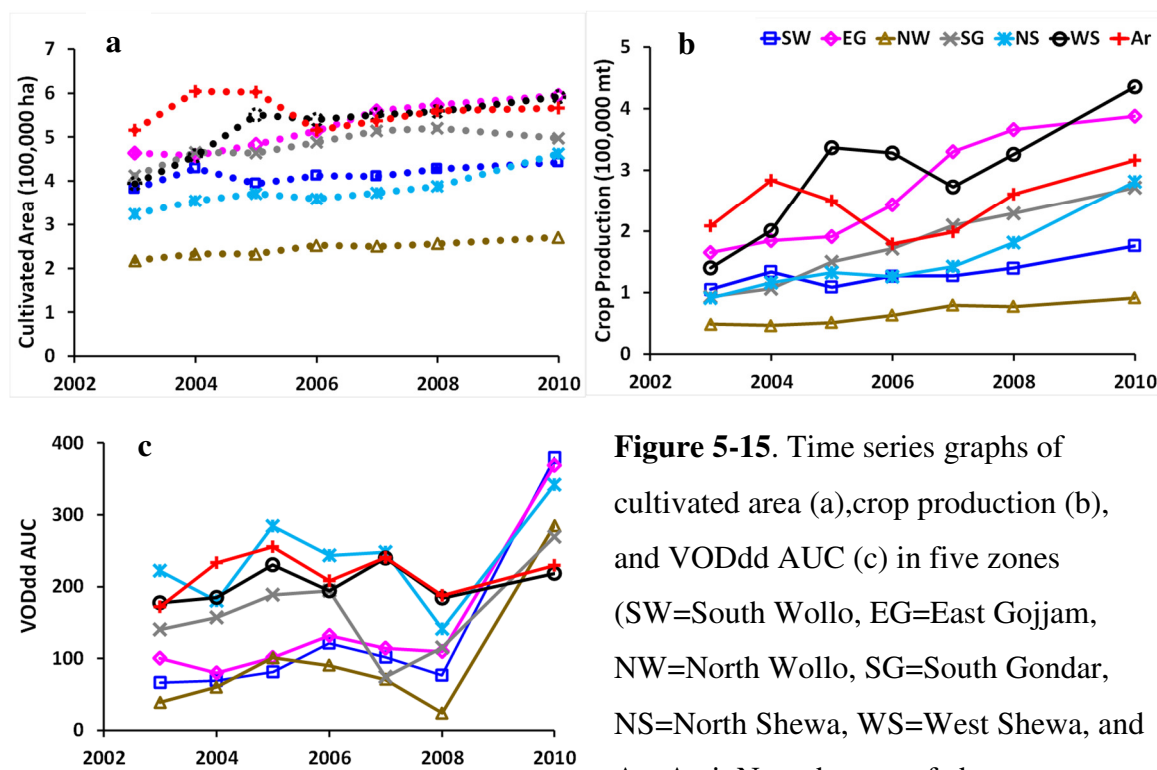 a
7
6
5
4
3
2
1
0
Cultivated Area (100,000 ha)
2002 2004 2006 2008 2010
SW EG NW SG NS WS Ar
b
5
4
3
2
1
0
Crop Production (100,000 mt)
2002 2004 2006 2008 2010
c
400
300
200
100
0
VODdd AUC
2002 2004 2006 2008 2010
Figure 5-15. Time series graphs of
cultivated area (a),crop production (b),
and VODdd AUC (c) in five zones
(SW=South Wollo, EG=East Gojjam,
NW=North Wollo, SG=South Gondar,
NS=North Shewa, WS=West Shewa, and